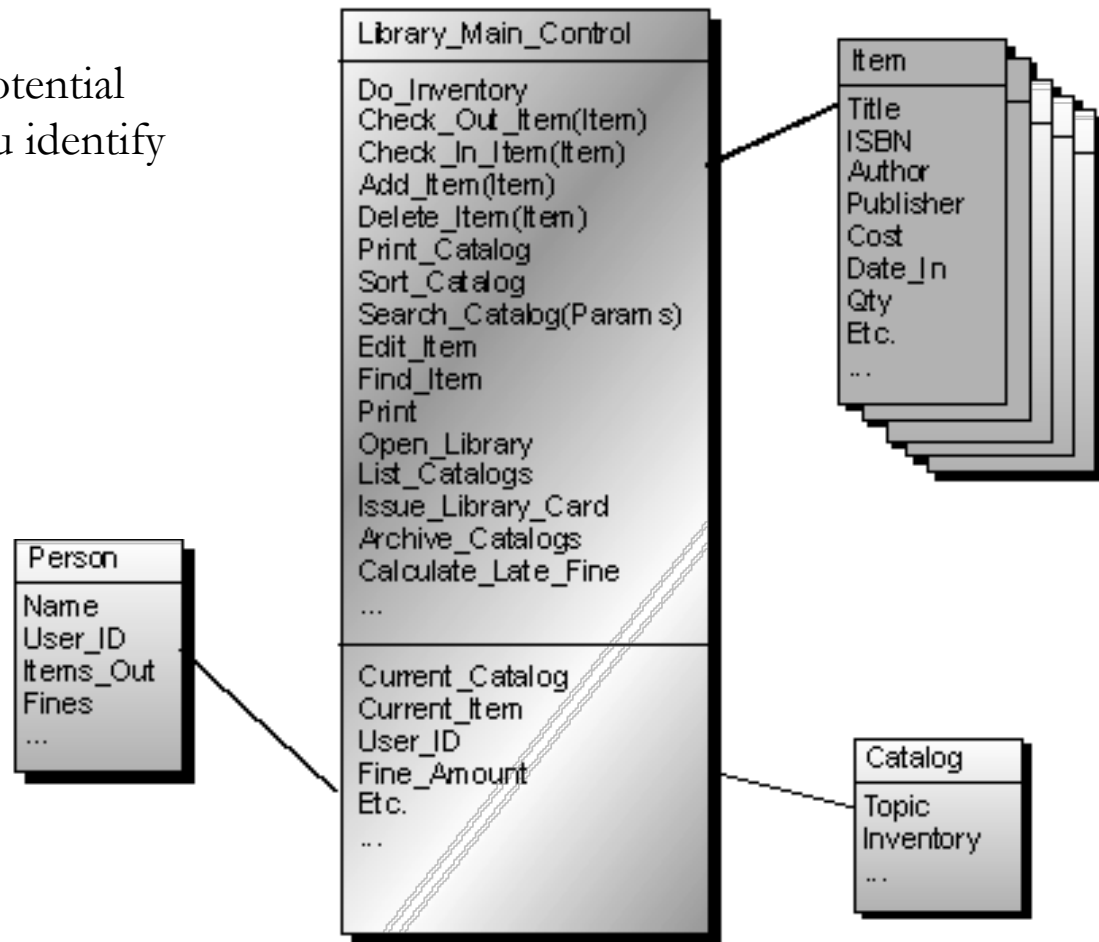 otential
u identify
Library_Main_Control
Do_Inventory
Check_Out_Item(Item)
Check_In_Item(Item)
Add_Item(Item)
Delete_Item(Item)
Print_Catalog
Sort_Catalog
Search_Catalog(Params)
Edit_Item
Find_Item
Print
Open_Library
List_Catalogs
Issue_Library_Card
Archive_Catalogs
Calculate_Late_Fine
...
Current_Catalog
Current_Item
User_ID
Fine_Amount
Etc.
...
Item
Title
ISBN
Author
Publisher
Cost
Date_In
Qty
Etc.
...
Person
Name
User_ID
Items_Out
Fines
...
Catalog
Topic
Inventory
...